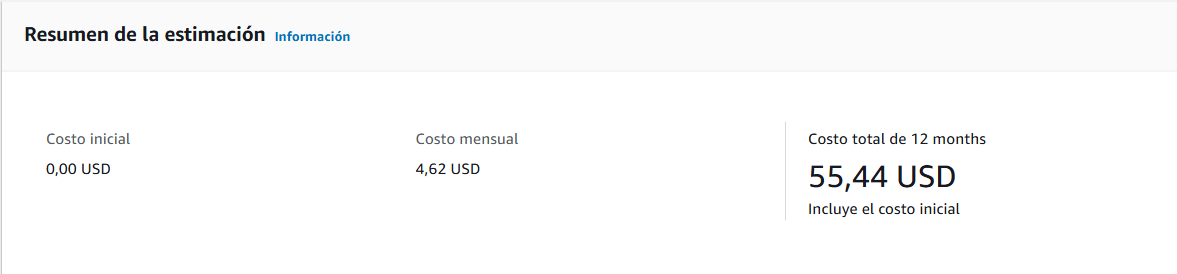 Resumen de la estimación Información
Costo inicial
0,00 USD
Costo mensual
4,62 USD
Costo total de 12 months
55,44 USD
Incluye el costo inicial